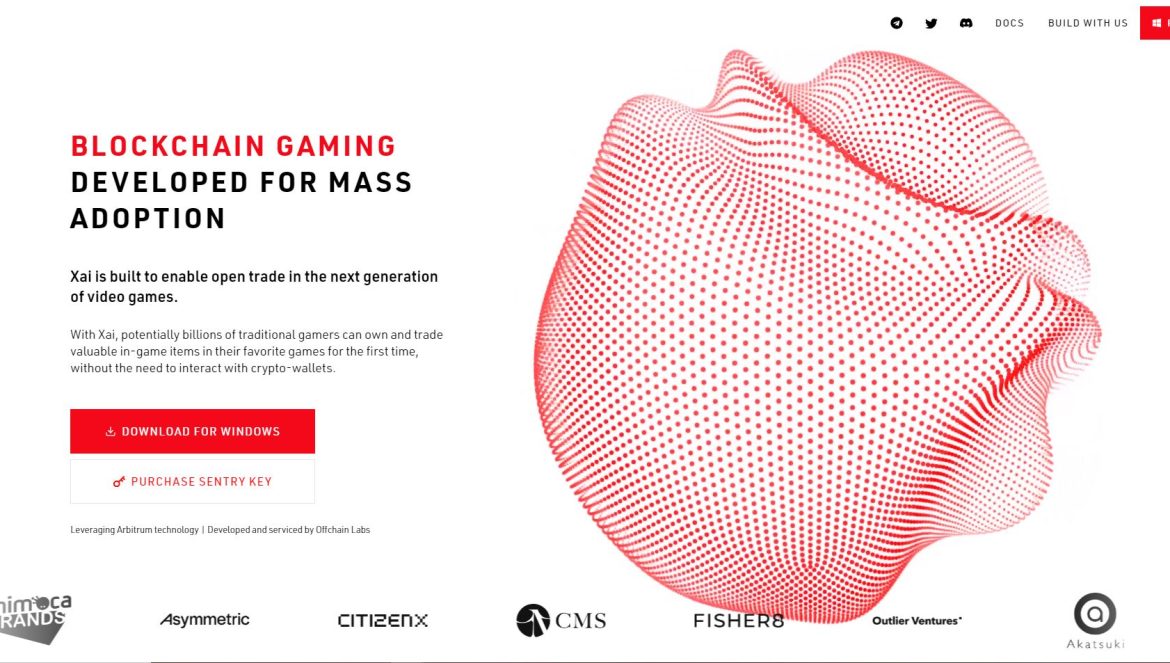 DOCS
BUILD WITH US
BLOCKCHAIN GAMING
DEVELOPED FOR MASS
ADOPTION
Xai is built to enable open trade in the next generation
of video games.
With Xai, potentially billions of traditional gamers can own and trade
valuable in-game items in their favorite games for the first time,
without the need to interact with crypto-wallets.
DOWNLOAD FOR WINDOWS
PURCHASE SENTRY KEY
Leveraging Arbitrum technology | Developed and serviced by Offchain Labs
nimoca
RANDS
Asymmetric
CITIZENX
CMS
FISHER8
Outlier Ventures
Akatsuki